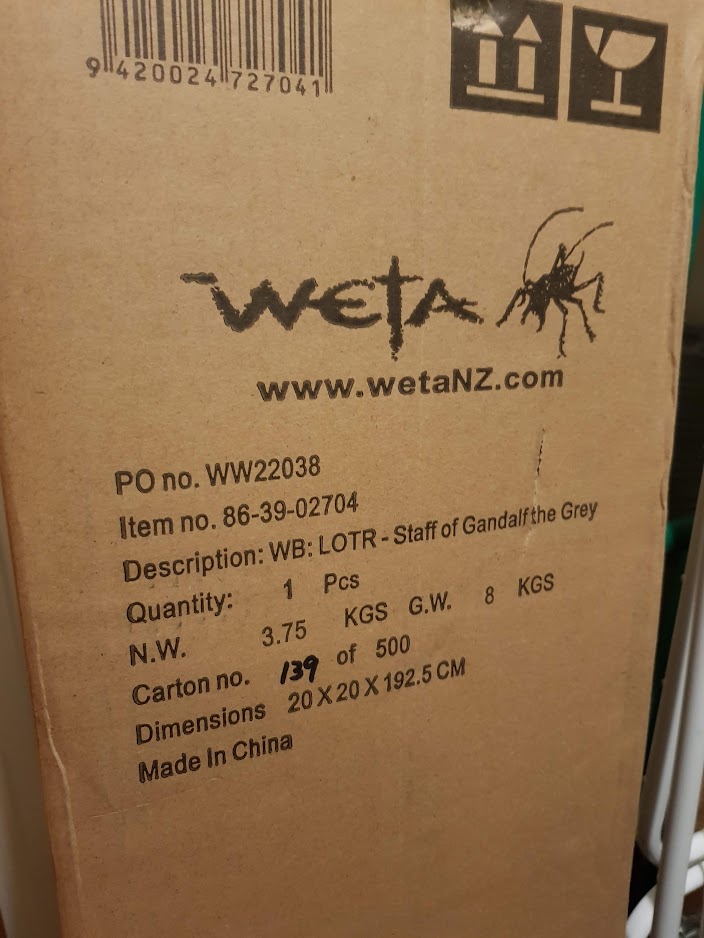 9 420024 727041
WETA
www.wetaNZ.com
PO no. WW22038
Item no. 86-39-02704
Description: WB: LOTR - Staff of Gandalf the Grey
Quantity: 1 Pcs
N.W. 3.75 KGS G.W. 8 KGS
Carton no. 139 of 500
Dimensions 20 X 20 X 192.5 CM
Made In China